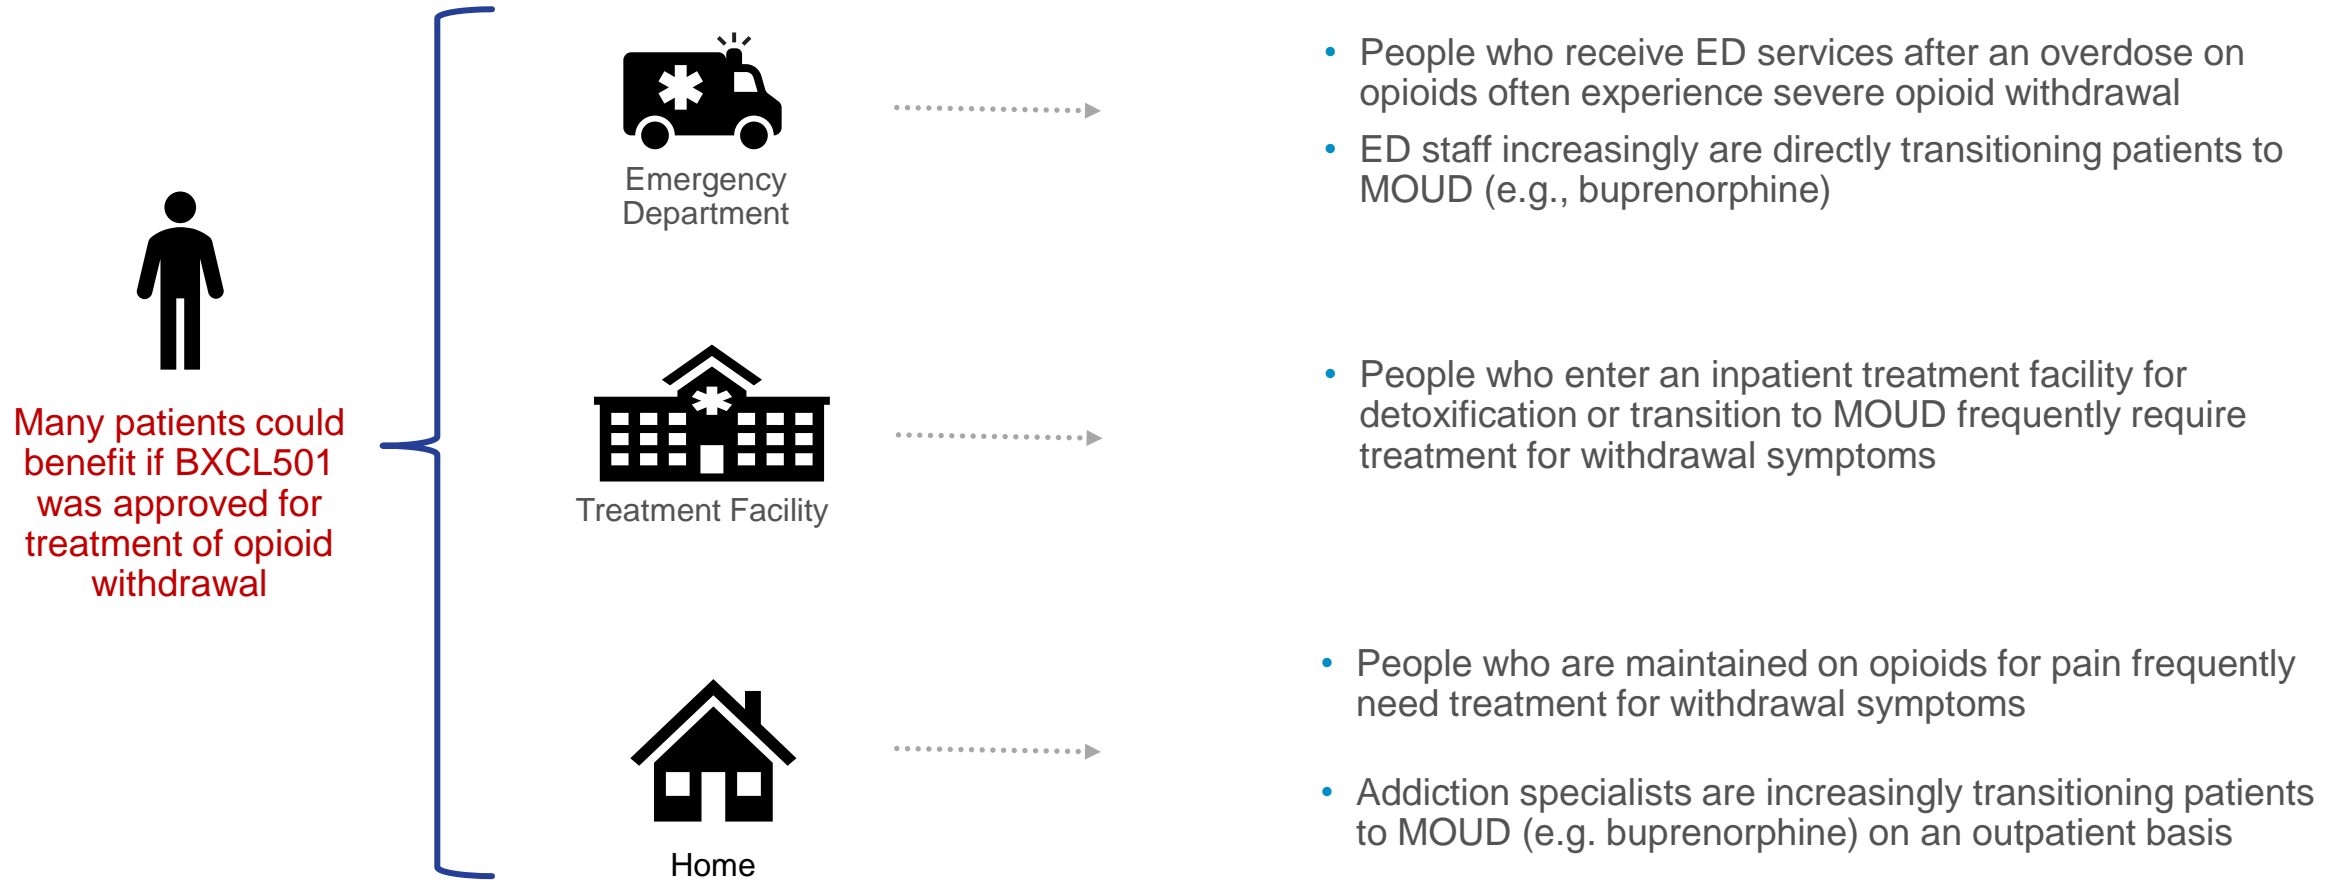 Many patients could
benefit if BXCL501
was approved for
treatment of opioid
withdrawal
Emergency
Department
• People who receive ED services after an overdose on
opioids often experience severe opioid withdrawal
• ED staff increasingly are directly transitioning patients to
MOUD (e.g., buprenorphine)
Treatment Facility
• People who enter an inpatient treatment facility for
detoxification or transition to MOUD frequently require
treatment for withdrawal symptoms
Home
• People who are maintained on opioids for pain frequently
need treatment for withdrawal symptoms
• Addiction specialists are increasingly transitioning patients
to MOUD (e.g. buprenorphine) on an outpatient basis